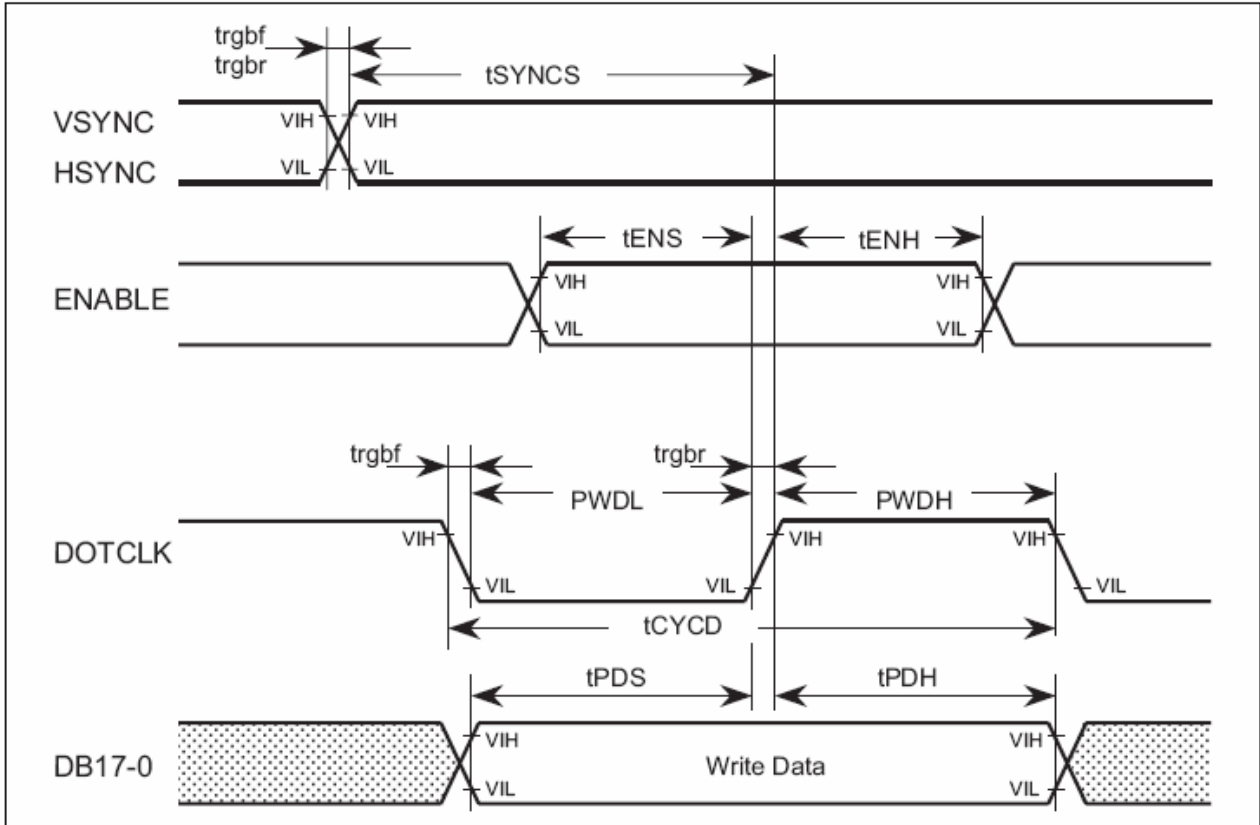 trgbf
trgbr
tSYNCS
VSYNC
VIH VIH
HSYNC
VIL VIL
tENS tENH
ENABLE
VIH VIH
VIL VIL
trgbf trgbr
PWDL PWDH
DOTCLK
VIH VIH VIH
VIL VIL VIL
tCYCD
tPDS tPDH
VIH VIH
DB17-0 Write Data
VIL VIL